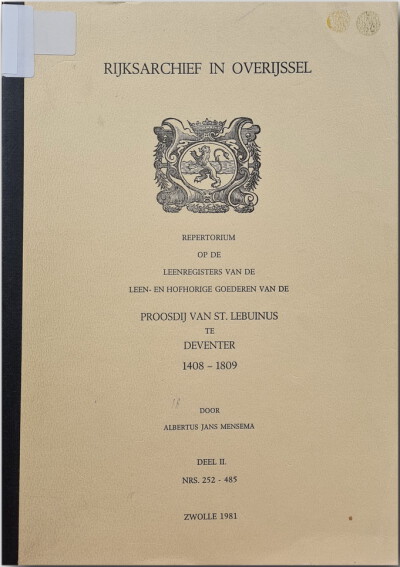 RIJKSARCHIEF IN OVERIJSSEL
REPERTORIUM
OP DE
LEENREGISTERS VAN DE
LEEN- EN HOFHORIGE GOEDEREN VAN DE
PROOSDIJ VAN ST. LEBUINUS
TE
DEVENTER
1408 – 1809
DOOR
ALBERTUS JANS MENSEMA
DEEL II.
NRS. 252 - 485
ZWOLLE 1981